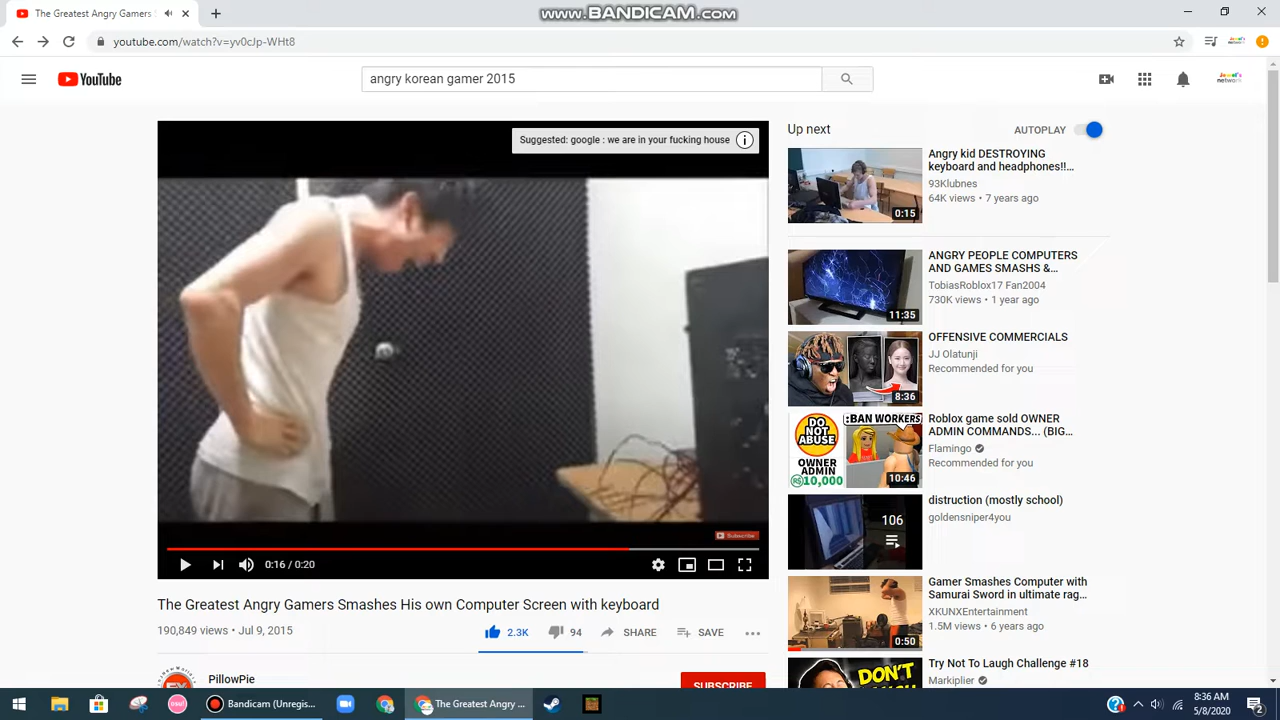 www.BANDICAM.com
The Greatest Angry Gamers
youtube.com/watch?v=yv0cJp-WHt8
YouTube
angry korean gamer 2015
Suggested: google : we are in your fucking house
Subscribe
0:16 / 0:20
The Greatest Angry Gamers Smashes His own Computer Screen with keyboard
190,849 views • Jul 9, 2015
2.3K
94
SHARE
SAVE
PillowPie
SUBSCRIBE
Up next
AUTOPLAY
0:15
Angry kid DESTROYING
keyboard and headphones!!...
93Klubnes
64K views • 7 years ago
11:35
ANGRY PEOPLE COMPUTERS
AND GAMES SMASHS &...
TobiasRoblox17 Fan2004
730K views • 1 year ago
8:36
OFFENSIVE COMMERCIALS
JJ Olatunji
Recommended for you
DO
NOT
ABUSE
OWNER
ADMIN
R$10,000
:BAN WORKERS
10:46
Roblox game sold OWNER
ADMIN COMMANDS... (BIG...
Flamingo
Recommended for you
106
distruction (mostly school)
goldensniper4you
0:50
Gamer Smashes Computer with
Samurai Sword in ultimate rag...
XKUNXEntertainment
1.5M views • 6 years ago
DON'T
Try Not To Laugh Challenge #18
Markiplier
Bandicam (Unregis...
The Greatest Angry ...
8:36 AM
5/8/2020
2